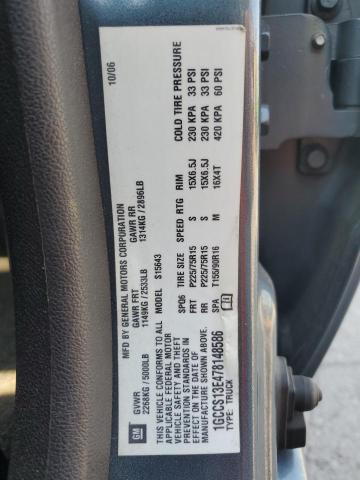 GM
MFD BY GENERAL MOTORS CORPORATION
10/06
GVWR
2268KG / 5000LB
GAWR FRT
1149KG / 2533LB
GAWR RR
1314KG / 2896LB
THIS VEHICLE CONFORMS TO ALL
APPLICABLE FEDERAL MOTOR
VEHICLE SAFETY AND THEFT
PREVENTION STANDARDS IN
EFFECT ON THE DATE OF
MANUFACTURE SHOWN ABOVE.
1GCCS13E478148586
TYPE: TRUCK
MODEL: S15643
SPO6 TIRE SIZE SPEED RTG RIM COLD TIRE PRESSURE
FRT P225/75R15 S 15X6.5J 230 KPA 33 PSI
RR P225/75R15 S 15X6.5J 230 KPA 33 PSI
SPA T155/90R16 M 16X4T 420 KPA 60 PSI